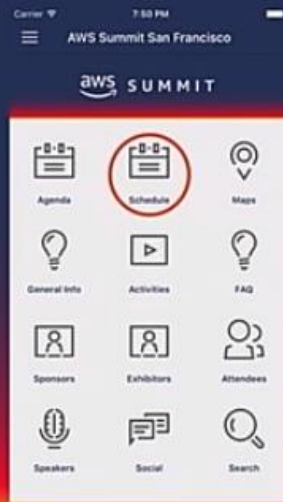 Carrier 7:50 PM
AWS Summit San Francisco
aws SUMMIT
Agenda Schedule Maps
General Info Activities FAQ
Sponsors Exhibitors Attendees
Speakers Social Search